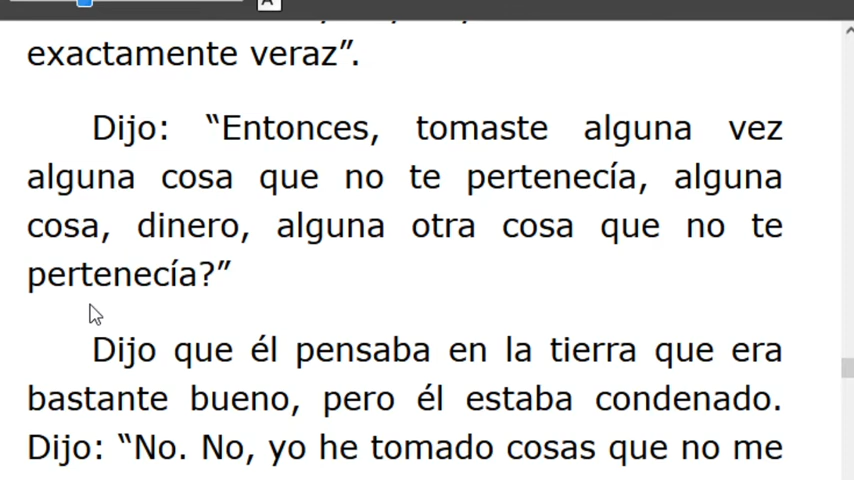 A
exactamente veraz”.
Dijo: “Entonces, tomaste alguna vez
alguna cosa que no te pertenecía, alguna
cosa, dinero, alguna otra cosa que no te
pertenecía?”
Dijo que él pensaba en la tierra que era
bastante bueno, pero él estaba condenado.
Dijo: “No. No, yo he tomado cosas que no me